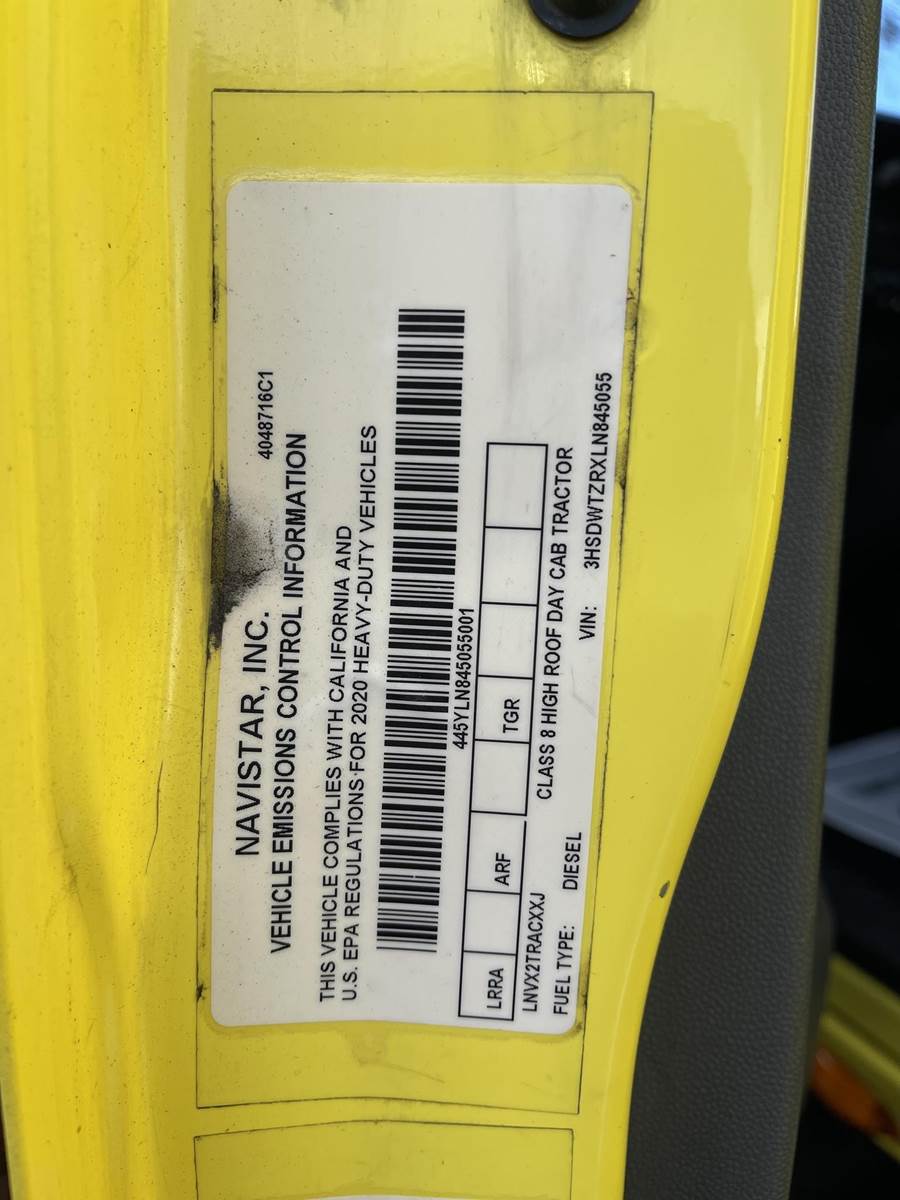 4048716C1
NAVISTAR, INC.
VEHICLE EMISSIONS CONTROL INFORMATION
THIS VEHICLE COMPLIES WITH CALIFORNIA AND
U.S. EPA REGULATIONS FOR 2020 HEAVY-DUTY VEHICLES
445YLN845055001
LRRA ARF TGR
LNVX2TRACXXJ CLASS 8 HIGH ROOF DAY CAB TRACTOR
FUEL TYPE: DIESEL VIN: 3HSDWTZRXLN845055